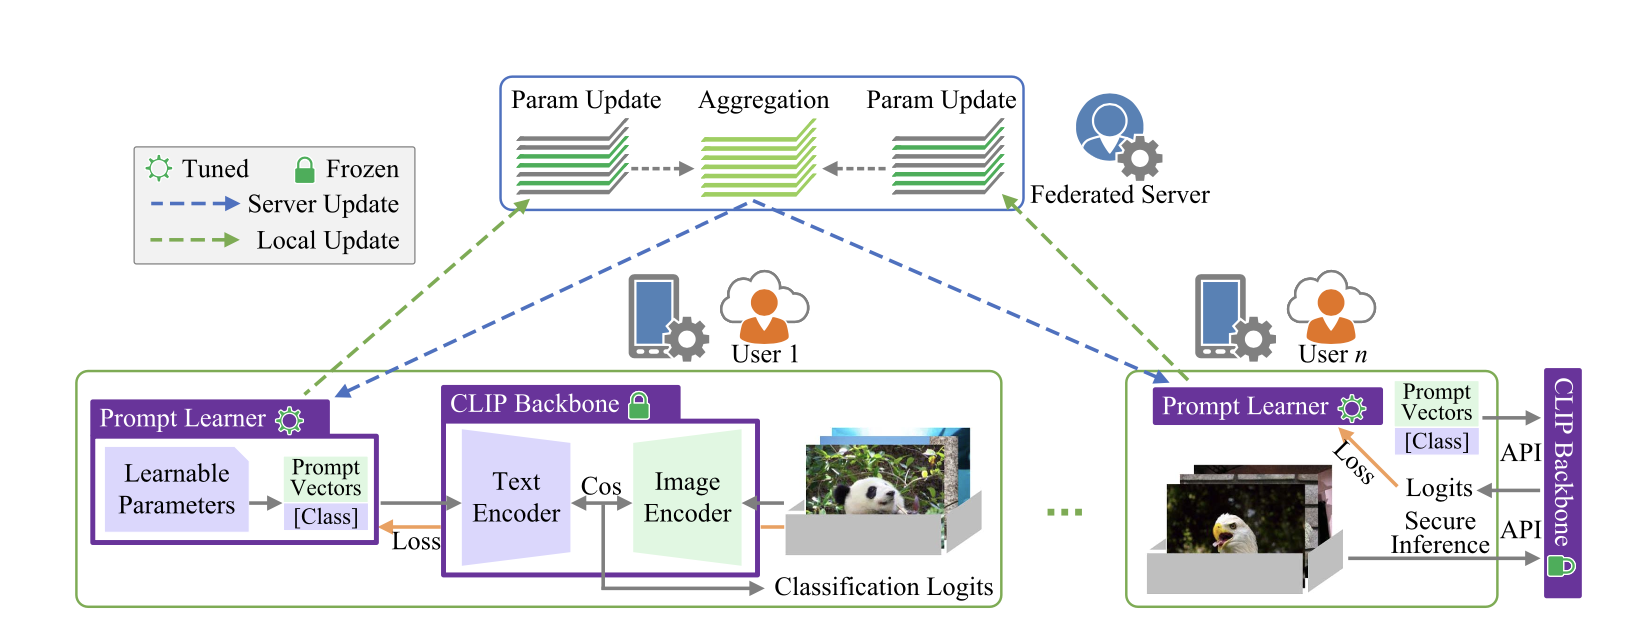 Param Update
Aggregation
Param Update
Tuned
Frozen
Server Update
Local Update
Federated Server
User 1
User n
Prompt Learner
CLIP Backbone
Learnable
Parameters
Prompt
Vectors
[Class]
Text
Encoder
Cos
Image
Encoder
Loss
Classification Logits
Prompt Learner
Prompt
Vectors
[Class]
Loss
Logits
Secure
Inference
API
API
CLIP Backbone